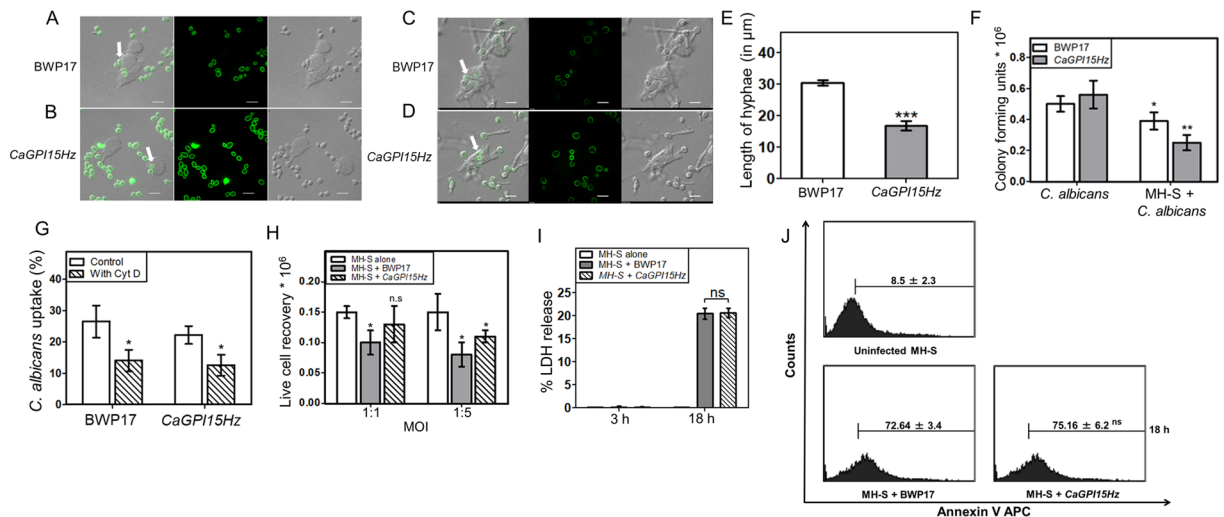 A
BWP17
B
CaGPI15Hz
C
BWP17
D
CaGPI15Hz
E
Length of hyphae (in µm)
50
40
30
20
10
0
***
BWP17
CaGPI15Hz
F
Colony forming units * 10⁶
0.8
0.6
0.4
0.2
0.0
BWP17
CaGPI15Hz
*
**
C. albicans
MH-S +
C. albicans
G
C. albicans uptake (%)
40
30
20
10
0
Control
With Cyt D
*
*
BWP17
CaGPI15Hz
H
Live cell recovery * 10⁶
0.20
0.15
0.10
0.05
0.00
MH-S alone
MH-S + BWP17
MH-S + CaGPI15Hz
n.s
*
*
*
1:1
1:5
MOI
I
% LDH release
25
20
15
10
5
0
MH-S alone
MH-S + BWP17
MH-S + CaGPI15Hz
ns
3 h
18 h
J
Counts
8.5 ± 2.3
Uninfected MH-S
72.64 ± 3.4
MH-S + BWP17
75.16 ± 6.2 ns
18 h
MH-S + CaGPI15Hz
Annexin V APC